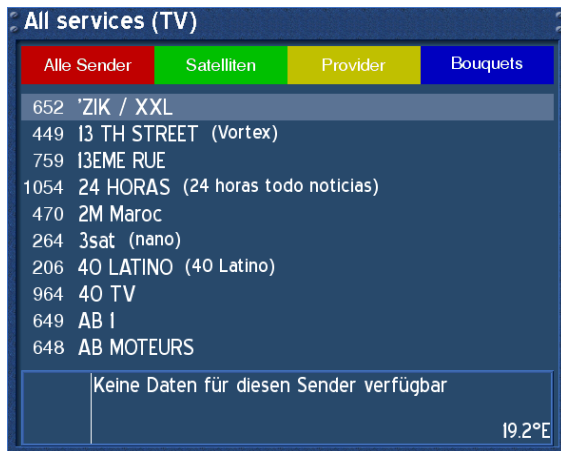 All services (TV)
Alle Sender Satelliten Provider Bouquets
652 'ZIK / XXL
449 13 TH STREET (Vortex)
759 13EME RUE
1054 24 HORAS (24 horas todo noticias)
470 2M Maroc
264 3sat (nano)
206 40 LATINO (40 Latino)
964 40 TV
649 AB 1
648 AB MOTEURS
Keine Daten für diesen Sender verfügbar
19.2°E